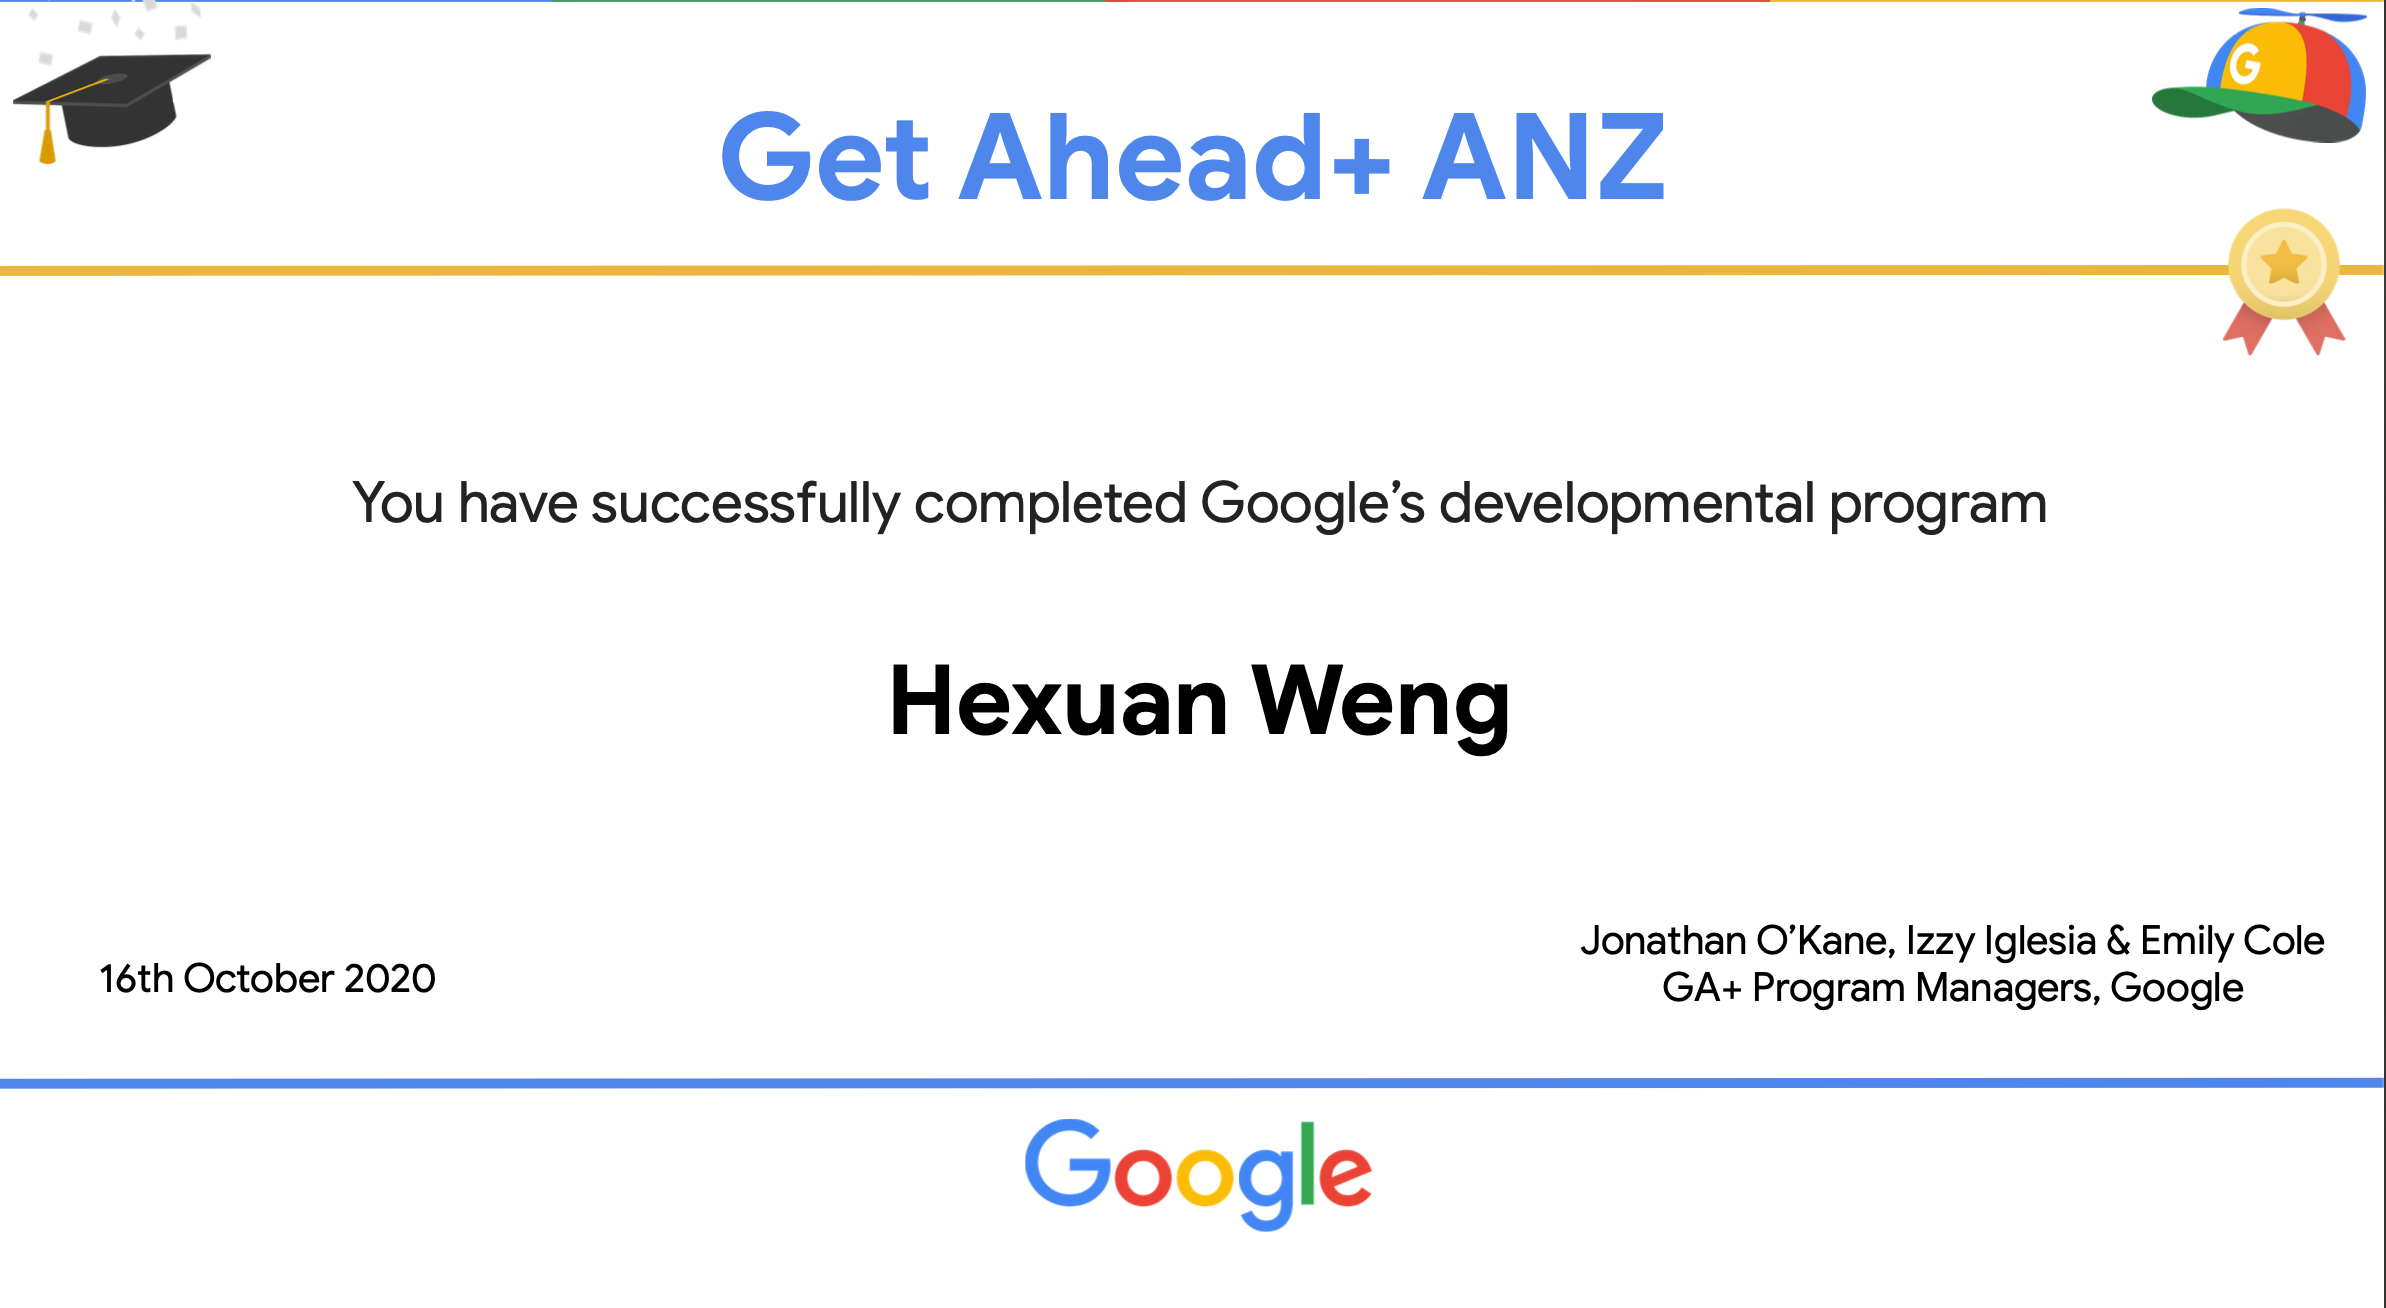 G
Get Ahead+ ANZ
You have successfully completed Google’s developmental program
Hexuan Weng
16th October 2020
Jonathan O’Kane, Izzy Iglesia & Emily Cole
GA+ Program Managers, Google
Google